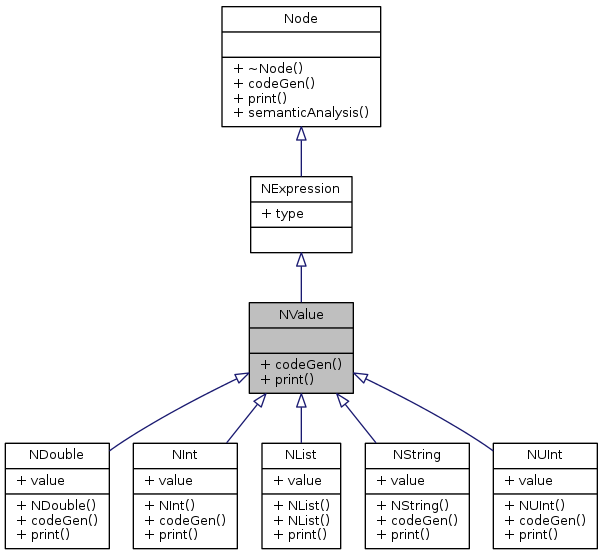 Node
+ ~Node()
+ codeGen()
+ print()
+ semanticAnalysis()
NExpression
+ type
NValue
+ codeGen()
+ print()
NDouble
+ value
+ NDouble()
+ codeGen()
+ print()
NInt
+ value
+ NInt()
+ codeGen()
+ print()
NList
+ value
+ NList()
+ NList()
+ print()
NString
+ value
+ NString()
+ codeGen()
+ print()
NUInt
+ value
+ NUInt()
+ codeGen()
+ print()